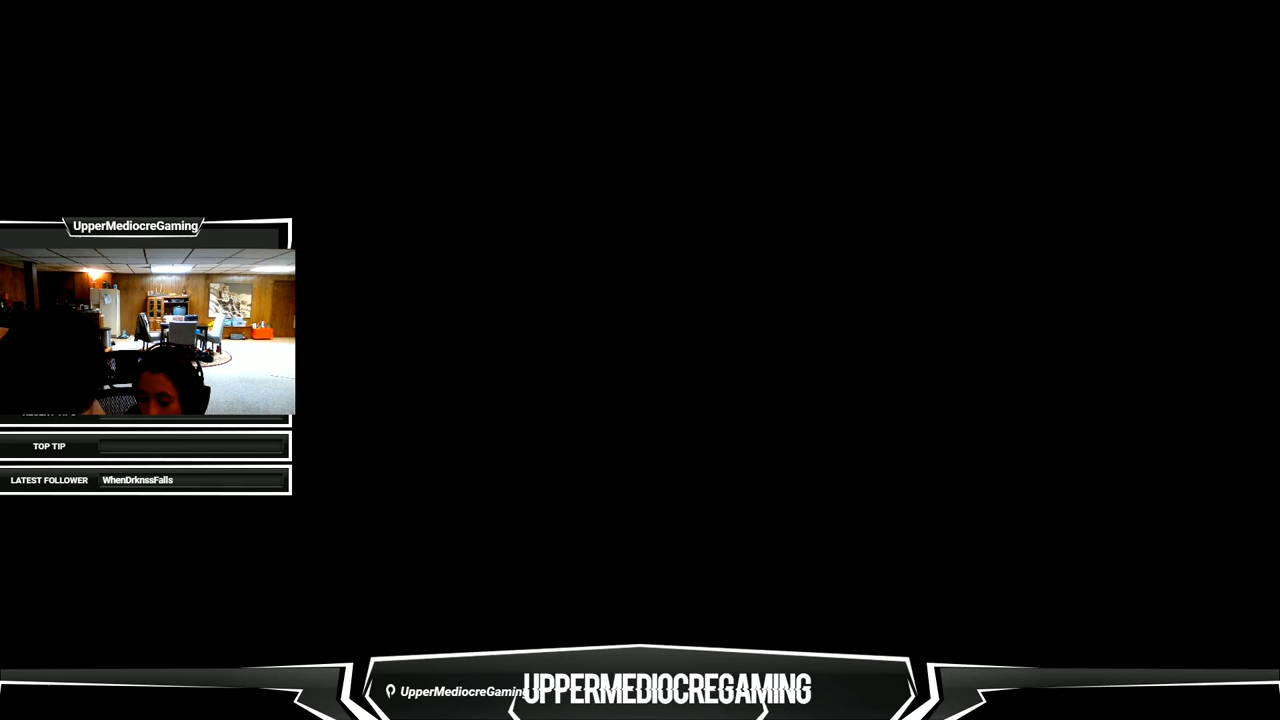 UpperMediocreGaming
TOP TIP
LATEST FOLLOWER WhenDrknssFalls
UpperMediocreGaming
UPPERMEDIOCREGAMING